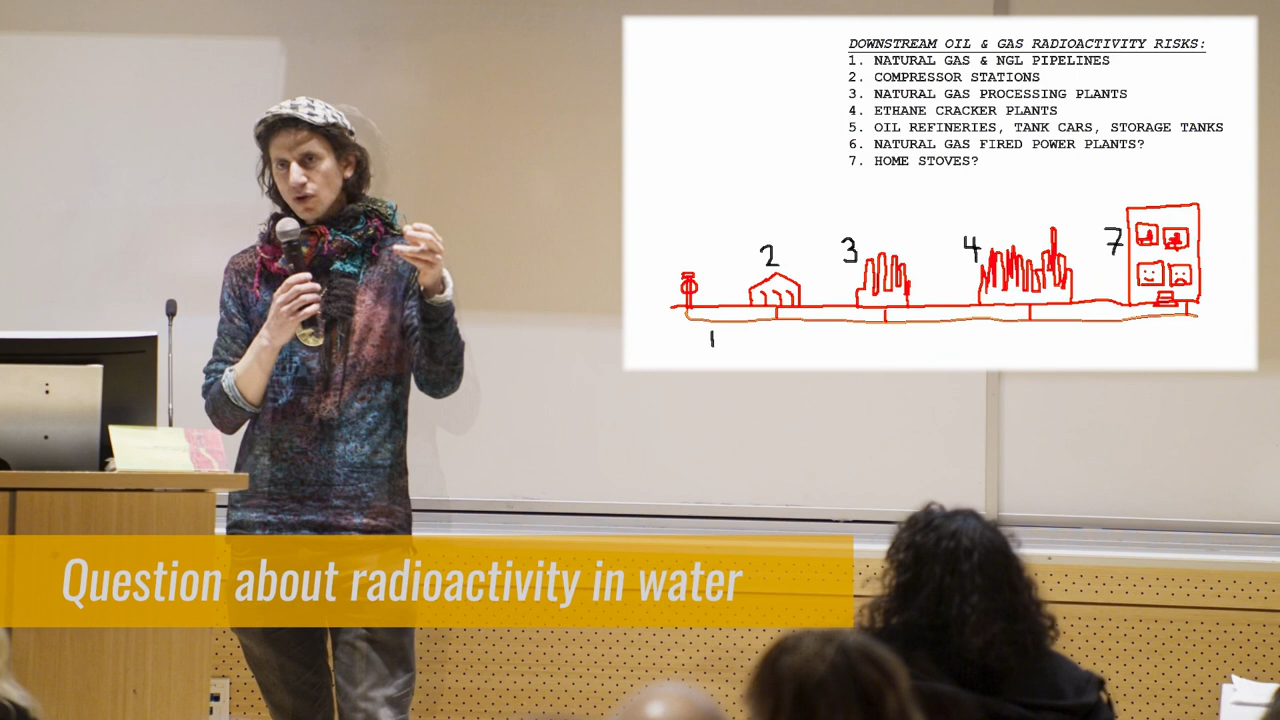 DOWNSTREAM OIL & GAS RADIOACTIVITY RISKS:
1. NATURAL GAS & NGL PIPELINES
2. COMPRESSOR STATIONS
3. NATURAL GAS PROCESSING PLANTS
4. ETHANE CRACKER PLANTS
5. OIL REFINERIES, TANK CARS, STORAGE TANKS
6. NATURAL GAS FIRED POWER PLANTS?
7. HOME STOVES?
2 3 4 7
1
Question about radioactivity in water